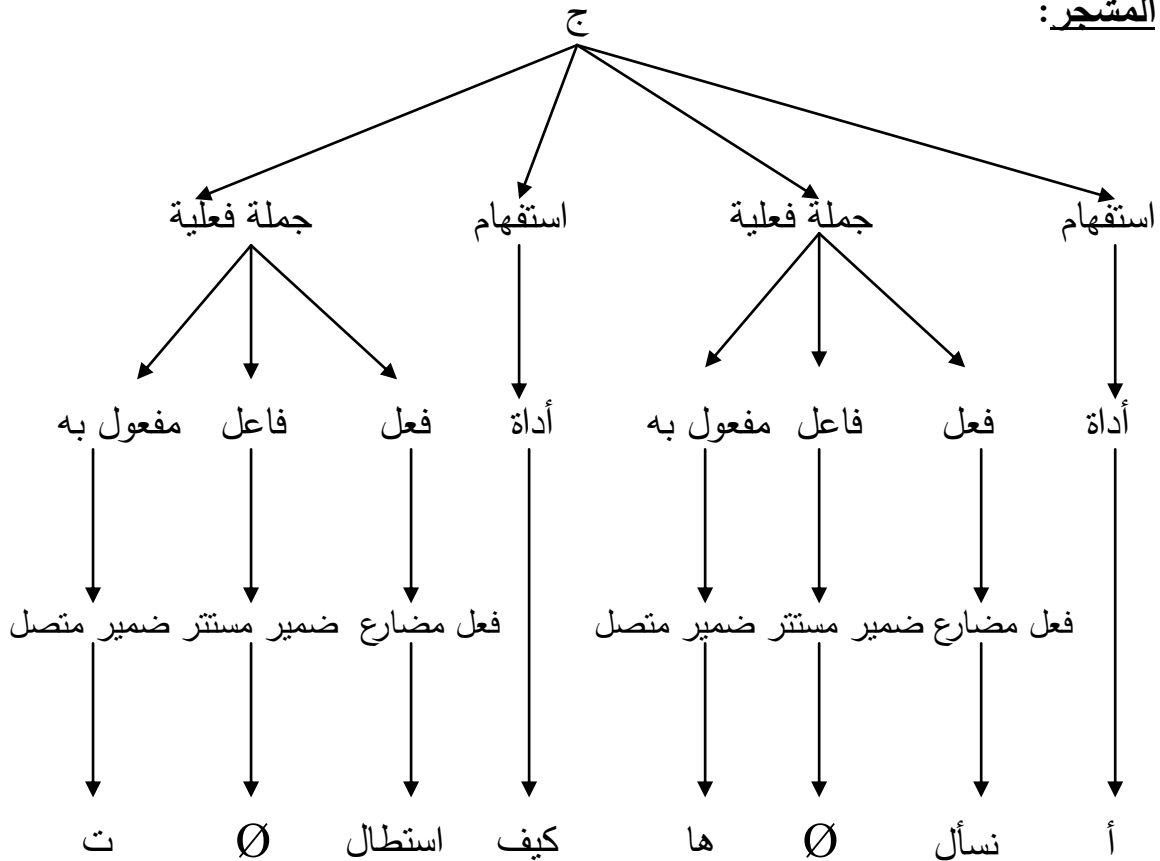 المشجر:
ج
استفهام جملة فعلية استفهام جملة فعلية
أداة فعل فاعل مفعول به أداة فعل فاعل مفعول به
فعل مضارع ضمير مستتر ضمير متصل فعل مضارع ضمير مستتر ضمير متصل
أ نسأل Ø ها كيف استطال Ø ت